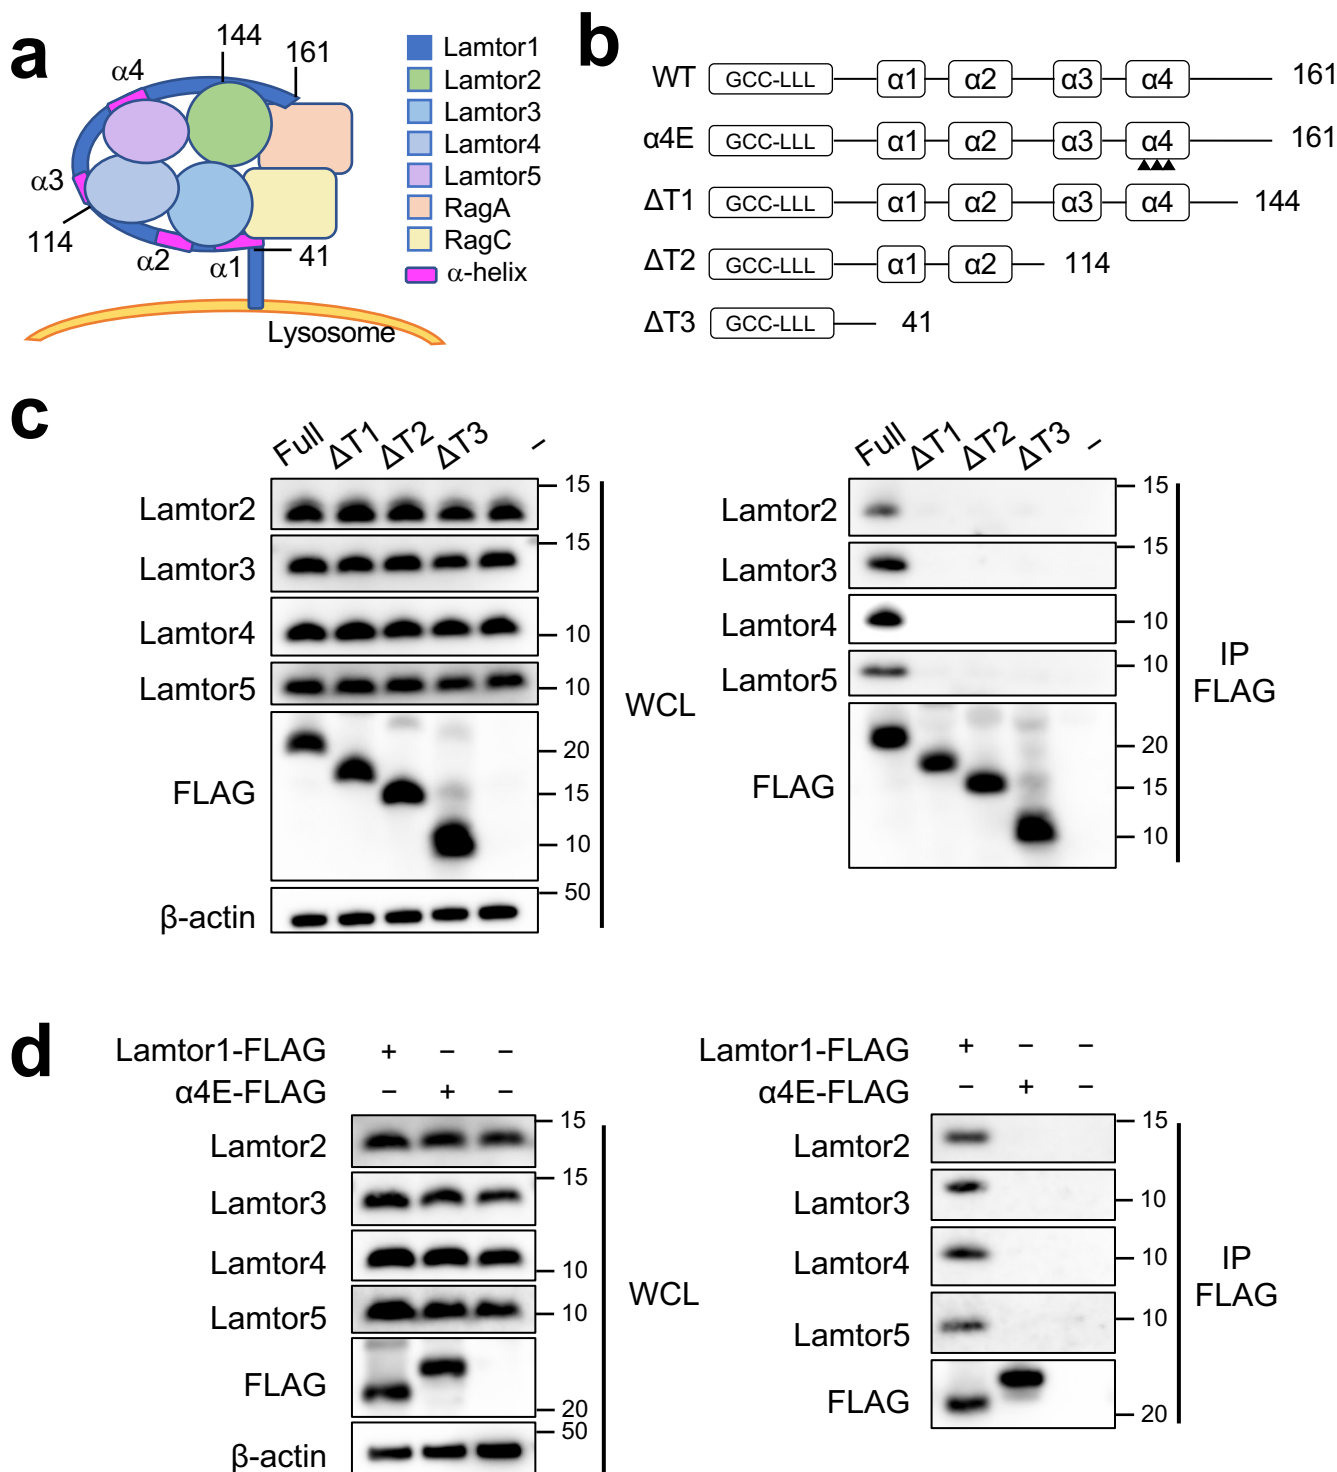 a
144
161
α4
α3
114
α2
α1
41
Lysosome
Lamtor1
Lamtor2
Lamtor3
Lamtor4
Lamtor5
RagA
RagC
α-helix
b
WT GCC-LLL α1 α2 α3 α4 161
α4E GCC-LLL α1 α2 α3 α4 161
ΔT1 GCC-LLL α1 α2 α3 α4 144
ΔT2 GCC-LLL α1 α2 114
ΔT3 GCC-LLL 41
c
Full ΔT1 ΔT2 ΔT3 –
Lamtor2 15
Lamtor3 15
Lamtor4 10
Lamtor5 10
FLAG 20
15
10
β-actin 50
WCL
Full ΔT1 ΔT2 ΔT3 –
Lamtor2 15
Lamtor3 15
Lamtor4 10
Lamtor5 10
FLAG 20
15
10
IP
FLAG
d
Lamtor1-FLAG + – –
α4E-FLAG – + –
Lamtor2 15
Lamtor3 15
Lamtor4 10
Lamtor5 10
FLAG 20
β-actin 50
WCL
Lamtor1-FLAG + – –
α4E-FLAG – + –
Lamtor2 15
Lamtor3 10
Lamtor4 10
Lamtor5 10
FLAG 20
IP
FLAG